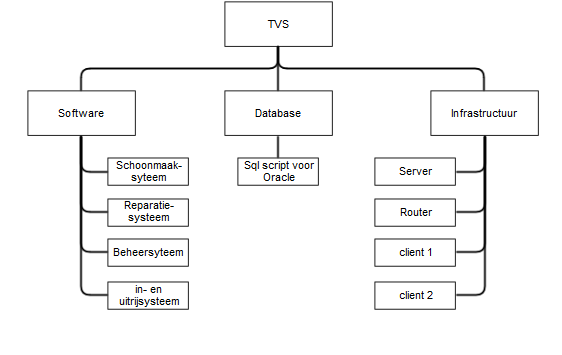 TVS
Software
Database
Infrastructuur
Schoonmaak-
syteem
Reparatie-
systeem
Beheersyteem
in- en
uitrijsysteem
Sql script voor
Oracle
Server
Router
client 1
client 2